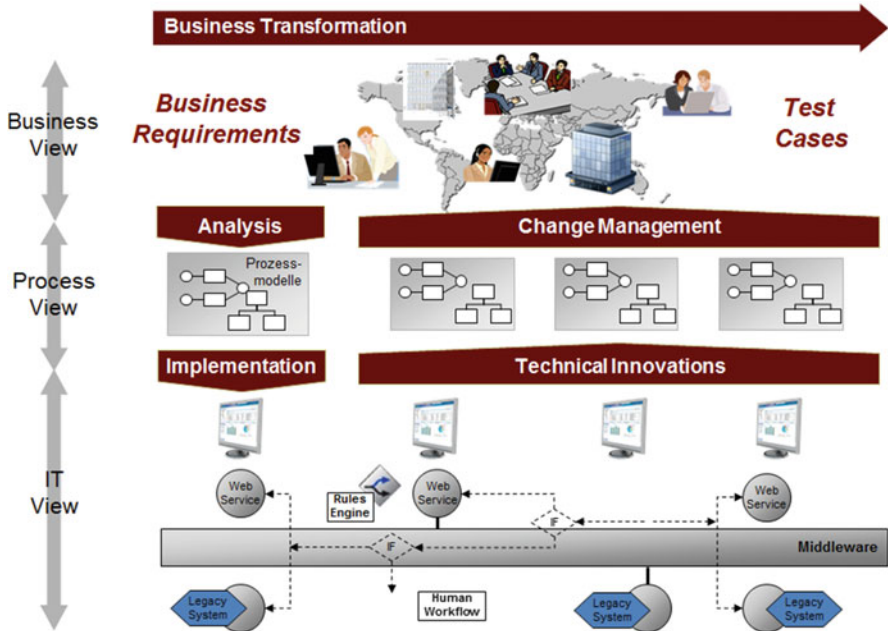 Business Transformation
Business
View
Business
Requirements
Test
Cases
Analysis
Change Management
Process
View
Prozess-
modelle
Implementation
Technical Innovations
IT
View
Web
Service
Rules
Engine
Web
Service
Web
Service
IF
IF
Middleware
Legacy
System
Human
Workflow
Legacy
System
Legacy
System